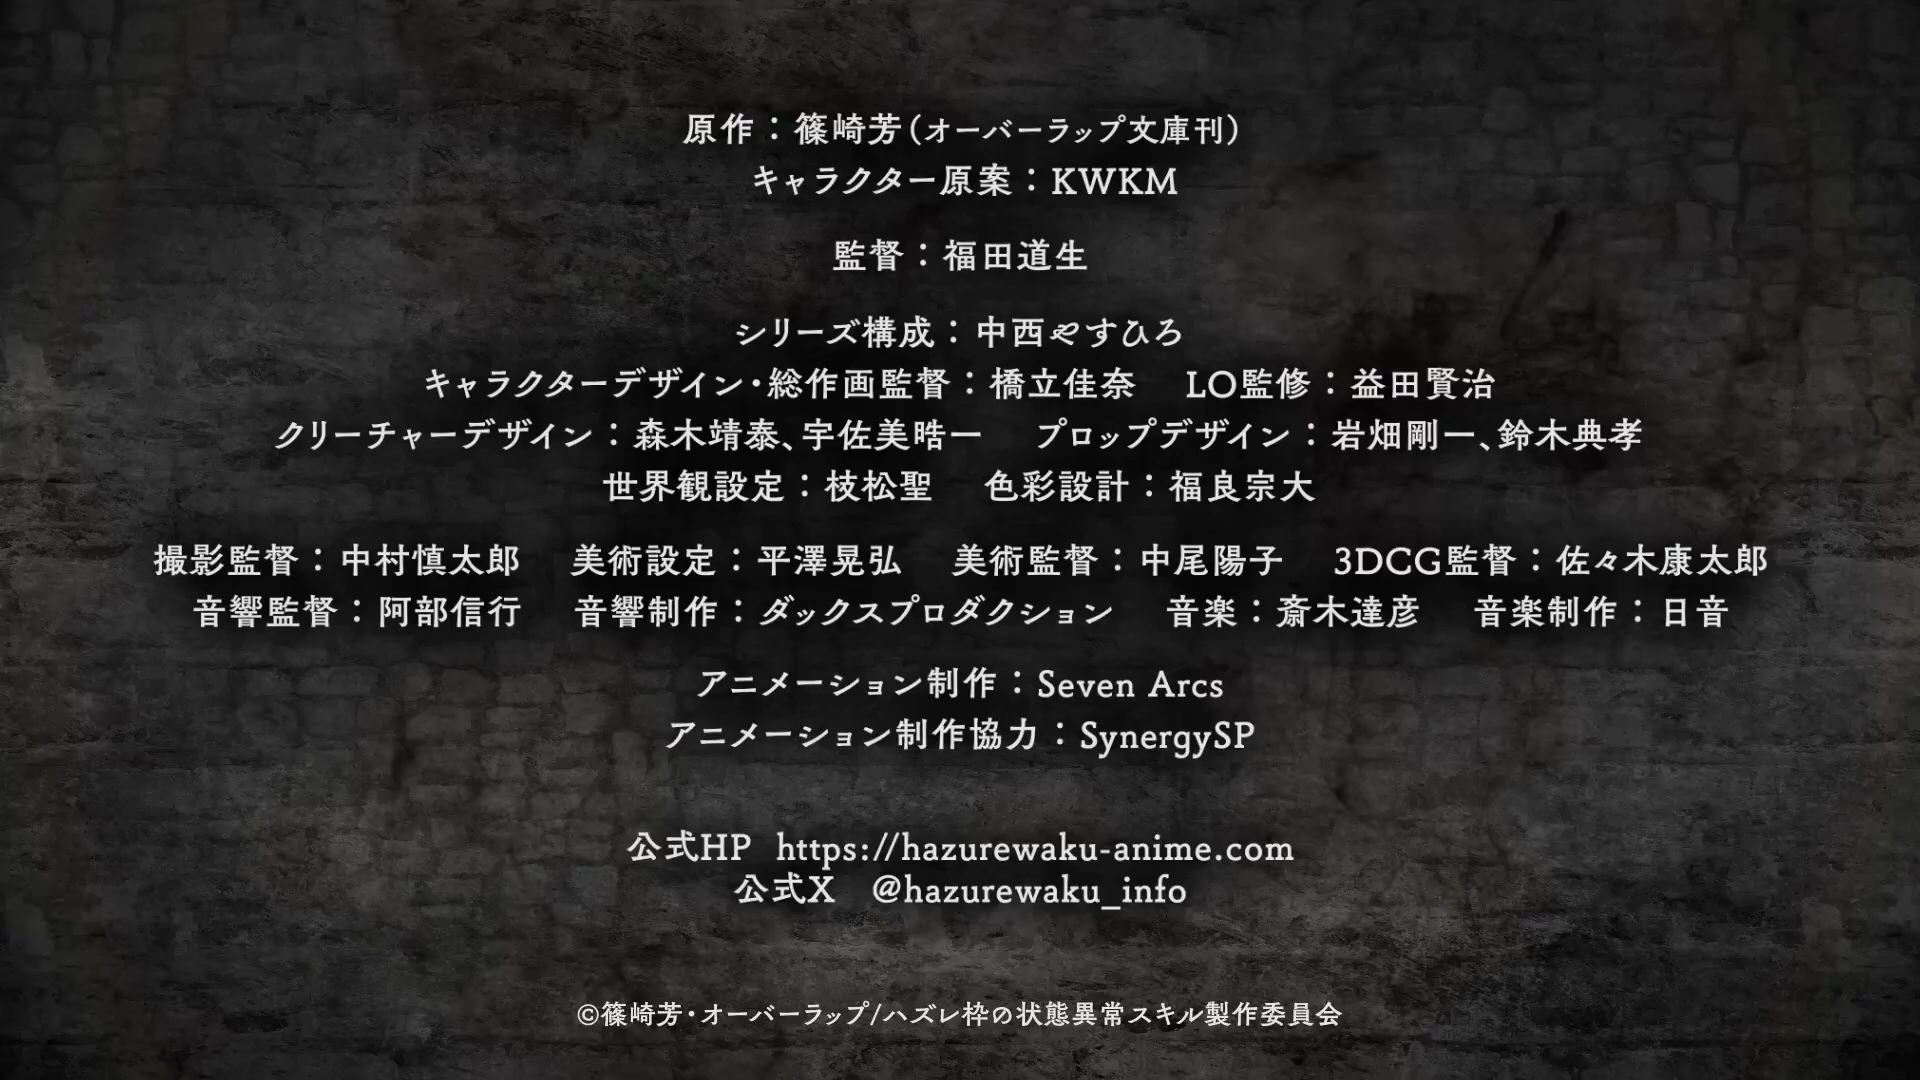 原作：篠崎芳（オーバーラップ文庫刊）
キャラクター原案：KWKM
監督：福田道生
シリーズ構成：中西やすひろ
キャラクターデザイン・総作画監督：橋立佳奈　LO監修：益田賢治
クリーチャーデザイン：森木靖泰、宇佐美皓一　プロップデザイン：岩畑剛一、鈴木典孝
世界観設定：枝松聖　色彩設計：福良宗大
撮影監督：中村慎太郎　美術設定：平澤晃弘　美術監督：中尾陽子　3DCG監督：佐々木康太郎
音響監督：阿部信行　音響制作：ダックスプロダクション　音楽：斎木達彦　音楽制作：日音
アニメーション制作：Seven Arcs
アニメーション制作協力：SynergySP
公式HP https://hazurewaku-anime.com
公式X　@hazurewaku_info
©篠崎芳・オーバーラップ/ハズレ枠の状態異常スキル製作委員会